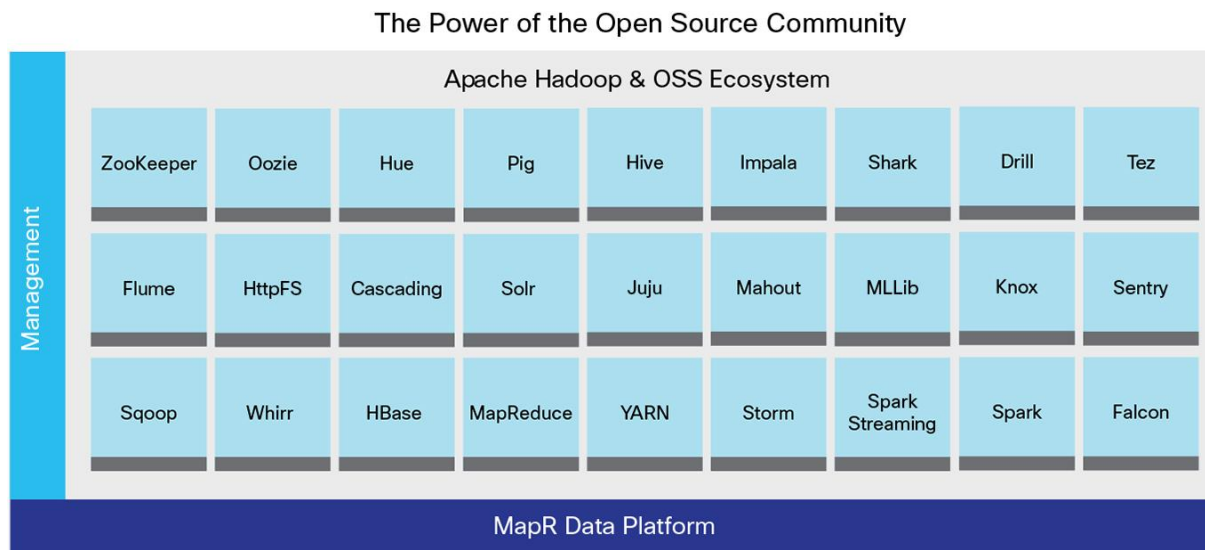 The Power of the Open Source Community
Apache Hadoop & OSS Ecosystem
Management
ZooKeeper
Oozie
Hue
Pig
Hive
Impala
Shark
Drill
Tez
Flume
HttpFS
Cascading
Solr
Juju
Mahout
MLLib
Knox
Sentry
Sqoop
Whirr
HBase
MapReduce
YARN
Storm
Spark
Streaming
Spark
Falcon
MapR Data Platform